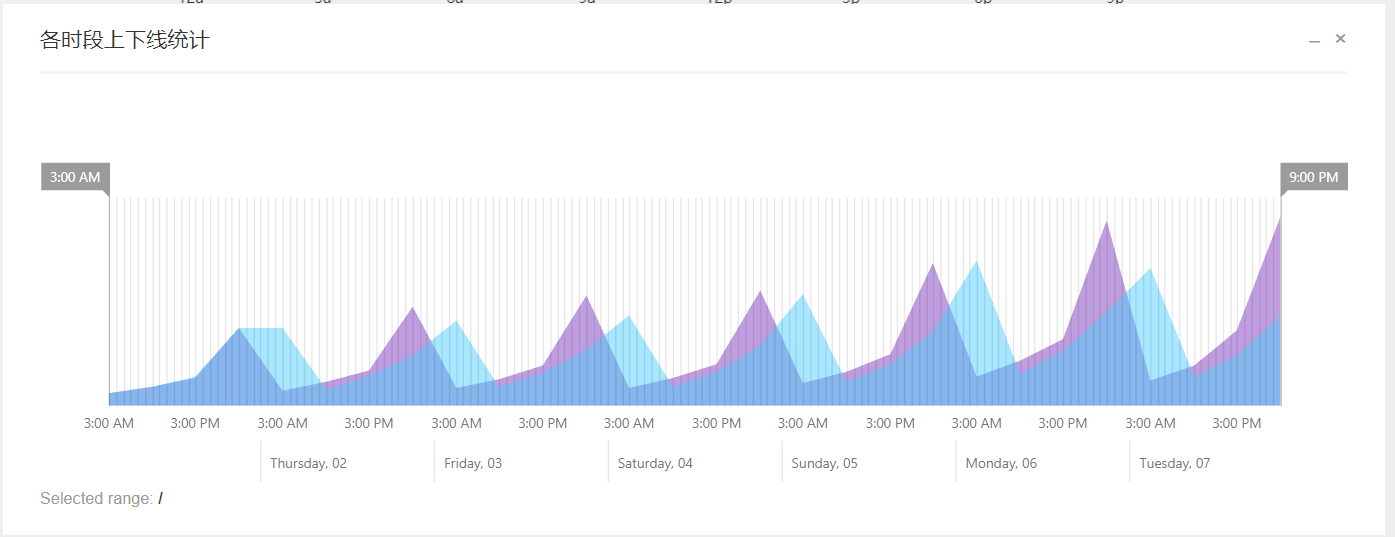 各时段上下线统计
3:00 AM 9:00 PM
3:00 AM 3:00 PM 3:00 AM 3:00 PM 3:00 AM 3:00 PM 3:00 AM 3:00 PM 3:00 AM 3:00 PM 3:00 AM 3:00 PM 3:00 AM 3:00 PM
Thursday, 02 Friday, 03 Saturday, 04 Sunday, 05 Monday, 06 Tuesday, 07
Selected range: /